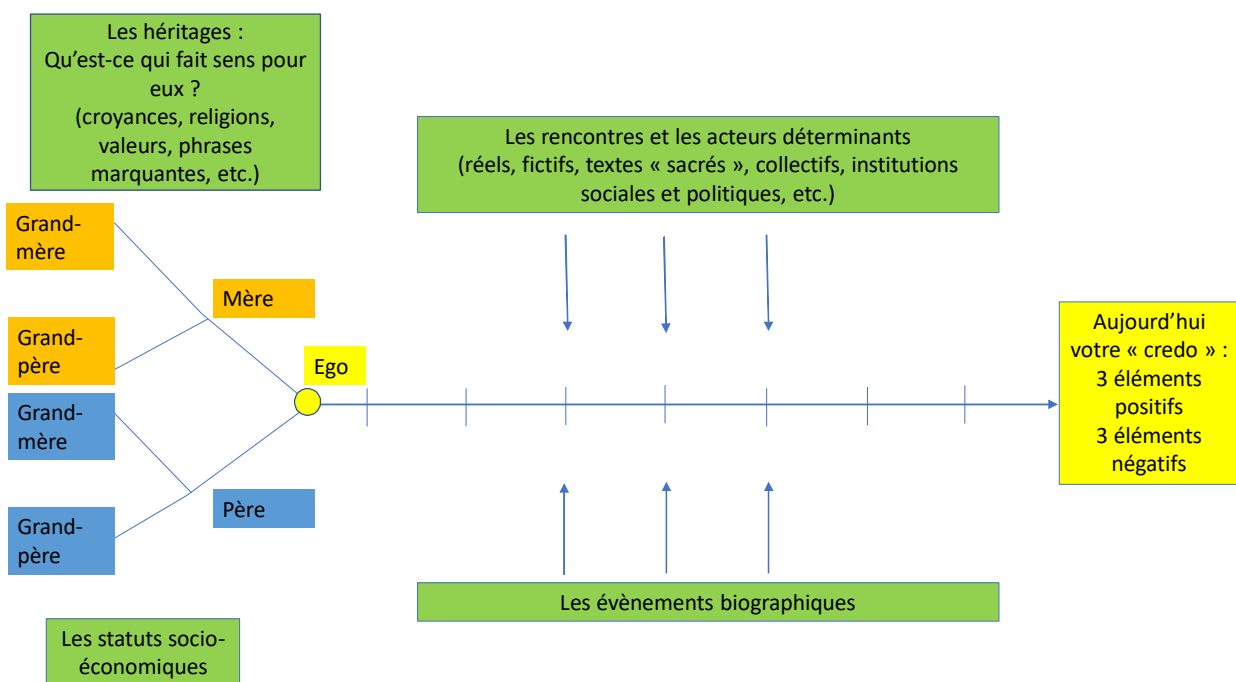 Les héritages :
Qu’est-ce qui fait sens pour
eux ?
(croyances, religions,
valeurs, phrases
marquantes, etc.)
Les rencontres et les acteurs déterminants
(réels, fictifs, textes « sacrés », collectifs, institutions
sociales et politiques, etc.)
Grand-
mère
Mère
Grand-
père
Ego
Grand-
mère
Père
Grand-
père
Aujourd’hui
votre « credo » :
3 éléments
positifs
3 éléments
négatifs
Les évènements biographiques
Les statuts socio-
économiques